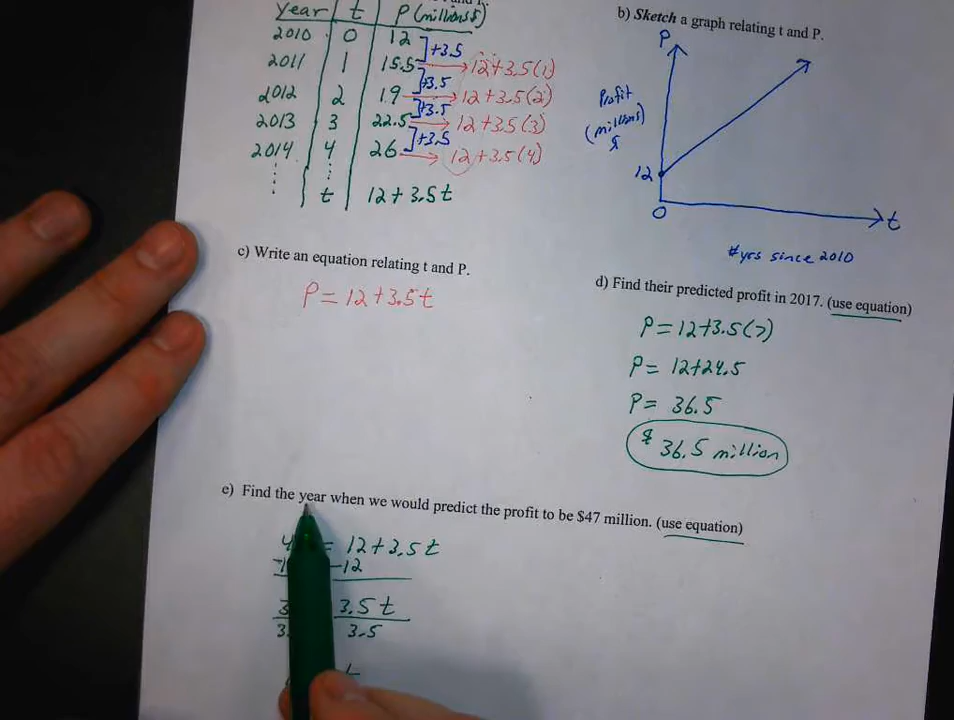 Year t P (millions $)
2010 0 12
+3.5
2011 1 15.5 12+3.5(1)
+3.5
2012 2 19 12+3.5(2)
+3.5
2013 3 22.5 12+3.5(3)
+3.5
2014 4 26 12+3.5(4)
t 12+3.5t
b) Sketch a graph relating t and P.
P
Profit
(millions)
$
12
0
t
#yrs since 2010
c) Write an equation relating t and P.
P=12+3.5t
d) Find their predicted profit in 2017. (use equation)
P=12+3.5(7)
P= 12+24.5
P= 36.5
$36.5 million
e) Find the year when we would predict the profit to be $47 million. (use equation)
4 = 12+3.5t
-1 -12
3 3.5t
3. 3.5
t